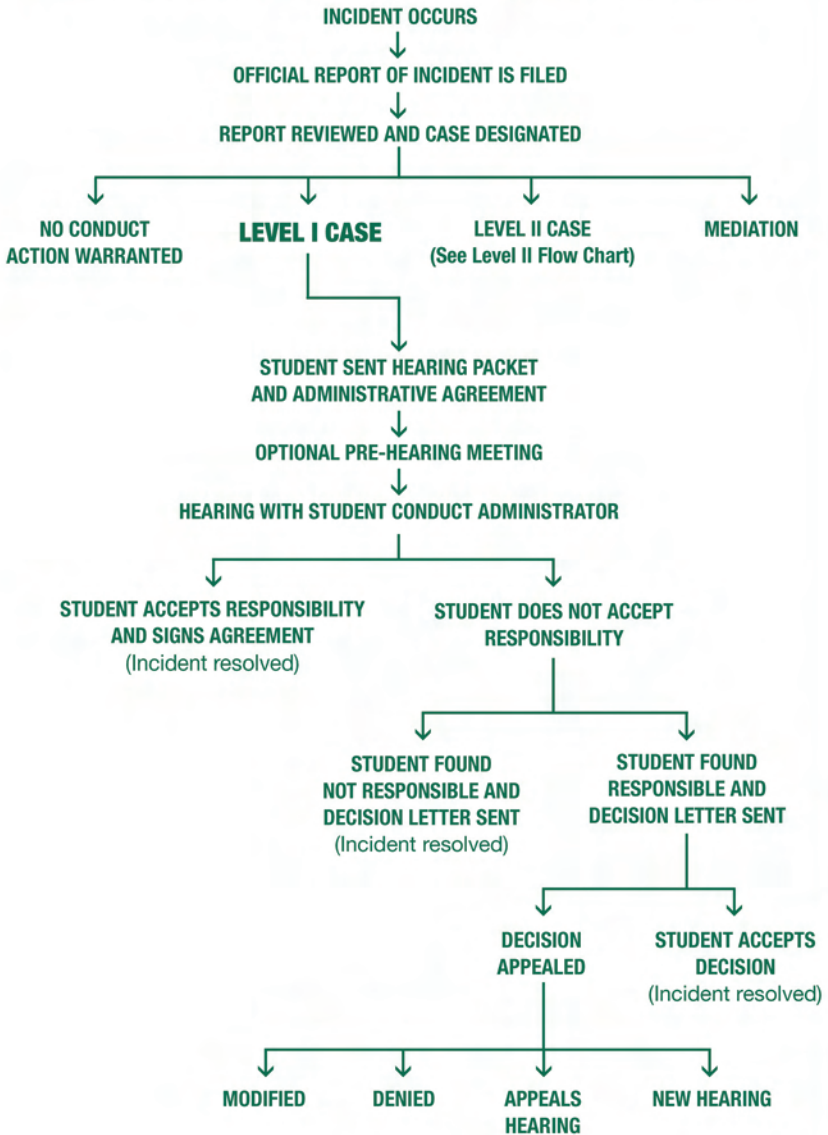 INCIDENT OCCURS
OFFICIAL REPORT OF INCIDENT IS FILED
REPORT REVIEWED AND CASE DESIGNATED
NO CONDUCT
ACTION WARRANTED
LEVEL I CASE
LEVEL II CASE
(See Level II Flow Chart)
MEDIATION
STUDENT SENT HEARING PACKET
AND ADMINISTRATIVE AGREEMENT
OPTIONAL PRE-HEARING MEETING
HEARING WITH STUDENT CONDUCT ADMINISTRATOR
STUDENT ACCEPTS RESPONSIBILITY
AND SIGNS AGREEMENT
(Incident resolved)
STUDENT DOES NOT ACCEPT
RESPONSIBILITY
STUDENT FOUND
NOT RESPONSIBLE AND
DECISION LETTER SENT
(Incident resolved)
STUDENT FOUND
RESPONSIBLE AND
DECISION LETTER SENT
DECISION
APPEALED
STUDENT ACCEPTS
DECISION
(Incident resolved)
MODIFIED
DENIED
APPEALS
HEARING
NEW HEARING